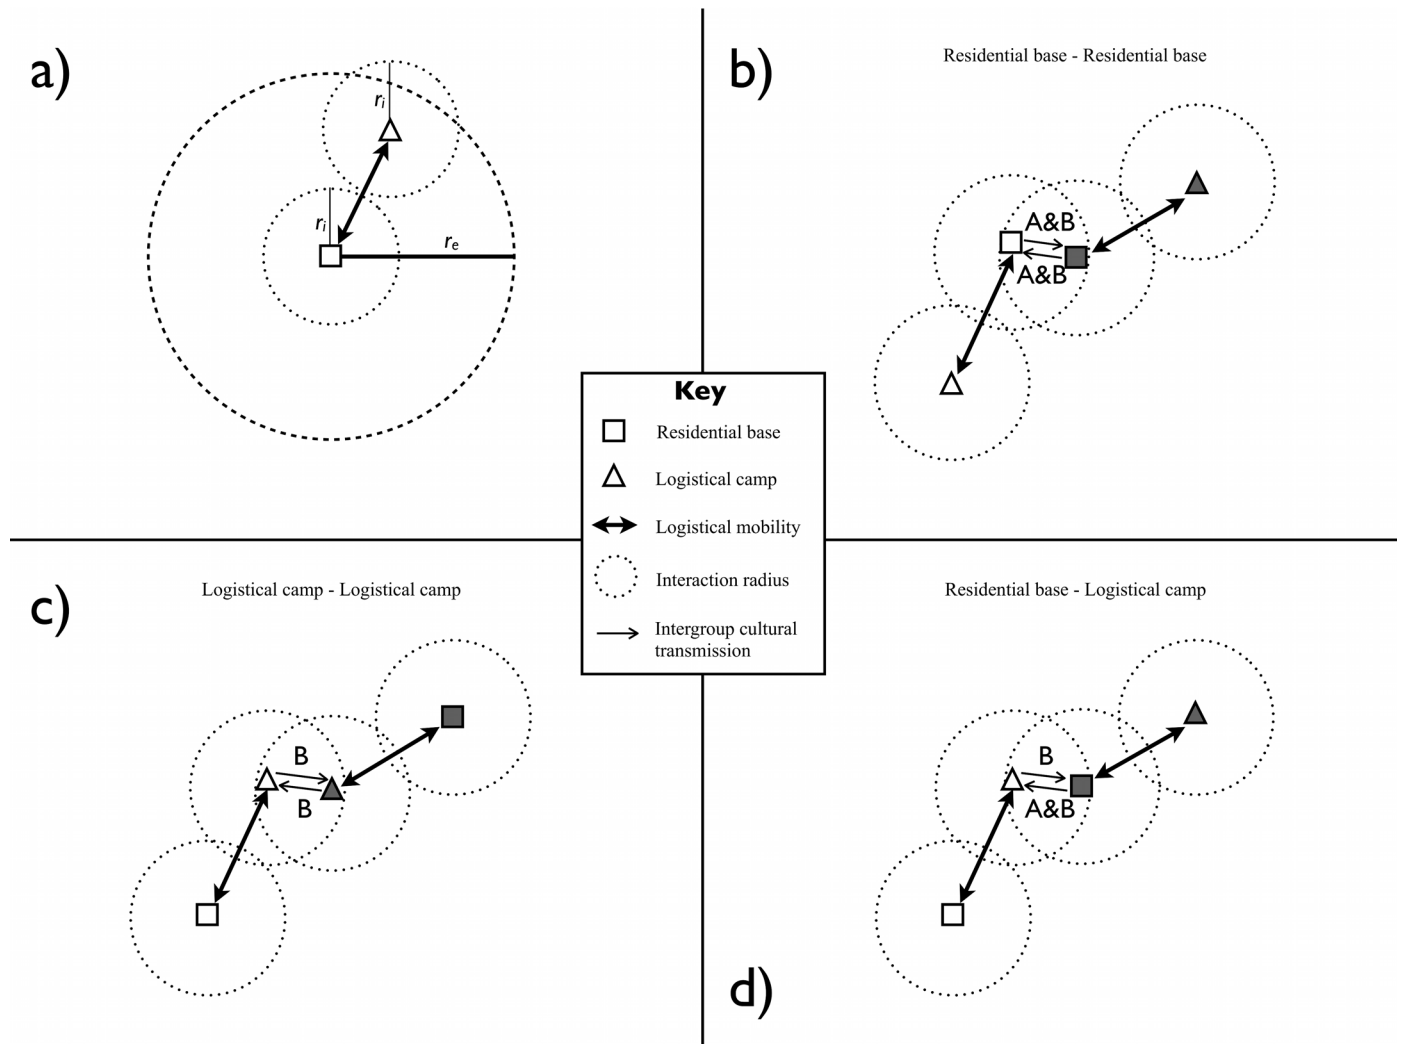 a)
ri
ri
re
b)
Residential base - Residential base
A&B
A&B
Key
Residential base
Logistical camp
Logistical mobility
Interaction radius
Intergroup cultural
transmission
c)
Logistical camp - Logistical camp
B
B
d)
Residential base - Logistical camp
B
A&B